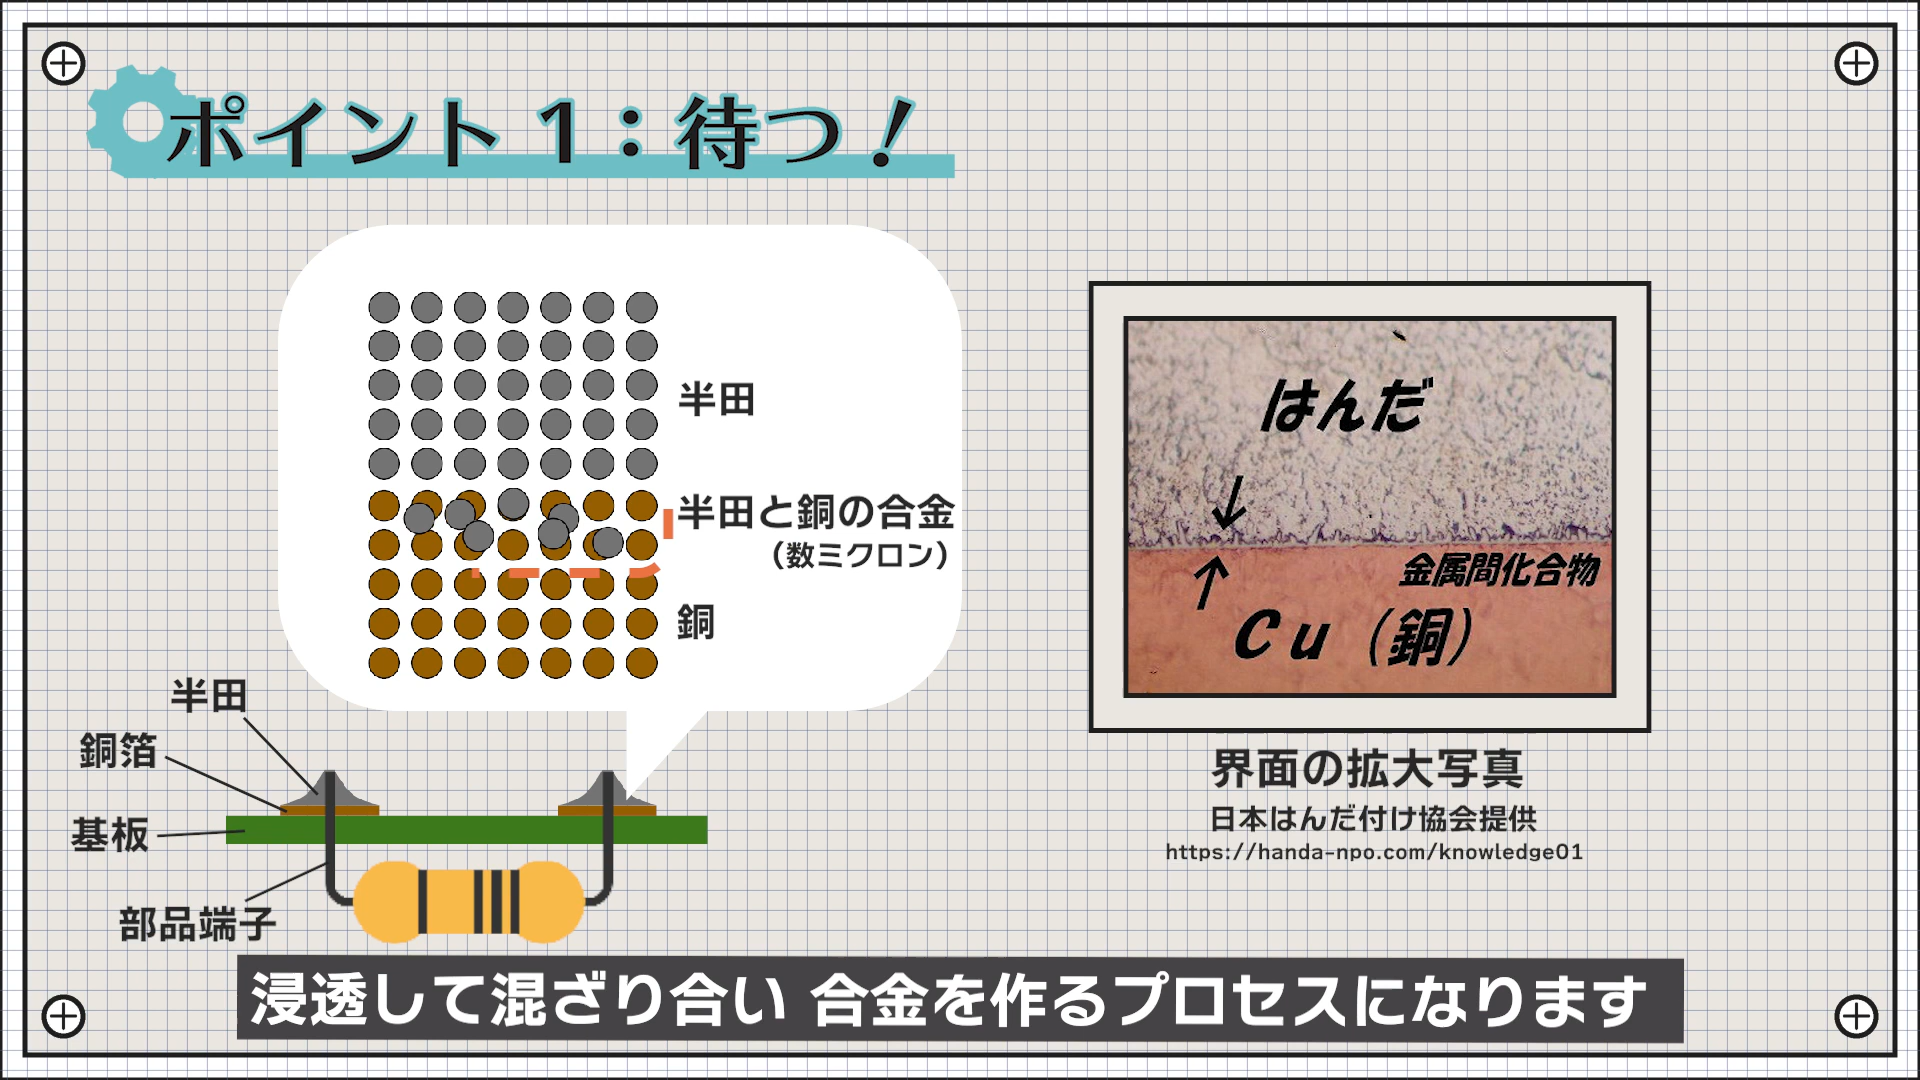 ポイント1：待つ！
半田
半田と銅の合金
（数ミクロン）
銅
半田
銅箔
基板
部品端子
はんだ
金属間化合物
Cu（銅）
界面の拡大写真
日本はんだ付け協会提供
https://handa-npo.com/knowledge01
浸透して混ざり合い 合金を作るプロセスになります